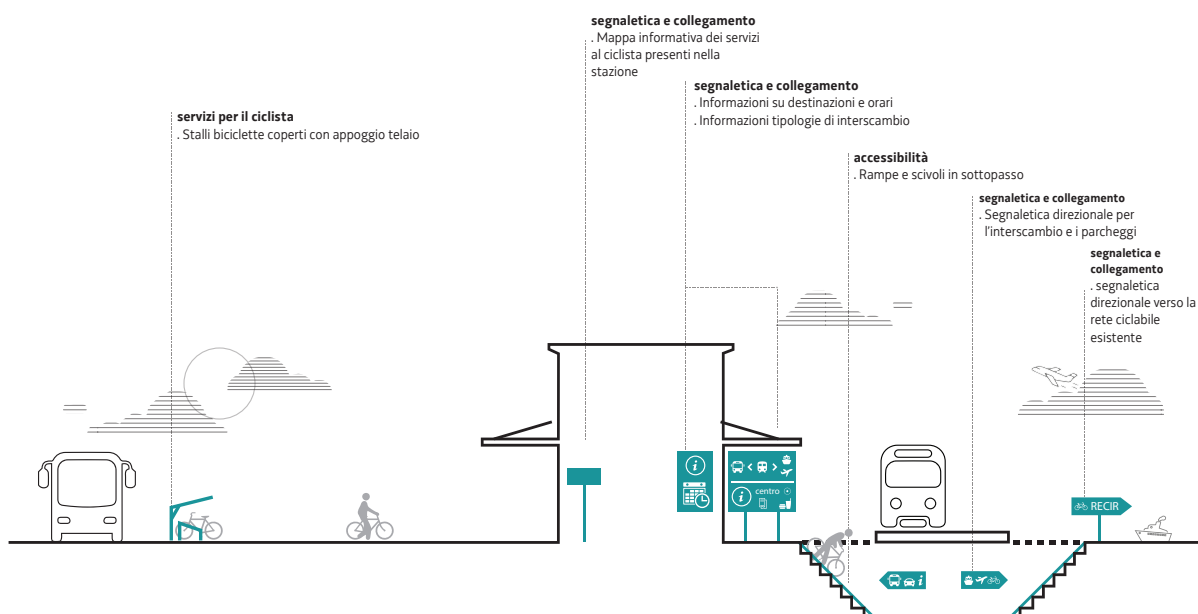 segnaletica e collegamento
. Mappa informativa dei servizi
al ciclista presenti nella
stazione
segnaletica e collegamento
. Informazioni su destinazioni e orari
. Informazioni tipologie di interscambio
servizi per il ciclista
. Stalli biciclette coperti con appoggio telaio
accessibilità
. Rampe e scivoli in sottopasso
segnaletica e collegamento
. Segnaletica direzionale per
l'interscambio e i parcheggi
segnaletica e
collegamento
. segnaletica
direzionale verso la
rete ciclabile
esistente
i
< >
i centro
RECIR
i